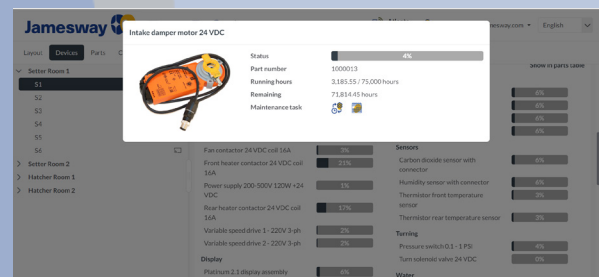 Jamesway
nesway.com
English
Intake damper motor 24 VDC
Status
4%
Part number
1000013
Running hours
3,185.55 / 75,000 hours
Remaining
71,814.45 hours
Maintenance task
Layout
Devices
Parts
Show in parts table
Setter Room 1
S1
S2
S3
S4
S5
S6
Setter Room 2
Hatcher Room 1
Hatcher Room 2
Fan contactor 24 VDC coil 16A
3%
Front heater contactor 24 VDC coil
16A
21%
Power supply 200-500V 120W +24
VDC
1%
Rear heater contactor 24 VDC coil
16A
17%
Variable speed drive 1 - 220V 3-ph
2%
Variable speed drive 2 - 220V 3-ph
3%
Display
Platinum 2.1 display assembly
6%
6%
6%
6%
6%
Sensors
Carbon dioxide sensor with
connector
6%
Humidity sensor with connector
6%
Thermistor front temperature
sensor
3%
Thermistor rear temperature sensor
3%
Turning
Pressure switch 0.1 - 1 PSI
4%
Turn solenoid valve 24 VDC
0%
Water